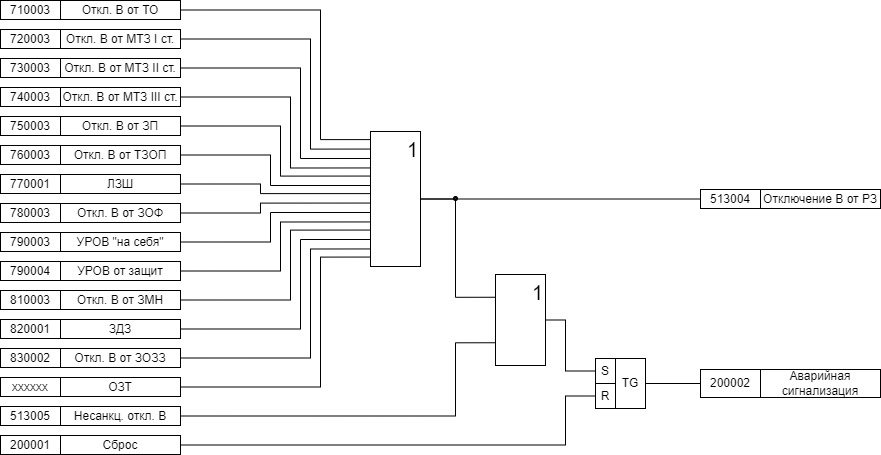 710003 Откл. В от ТО
720003 Откл. В от МТЗ I ст.
730003 Откл. В от МТЗ II ст.
740003 Откл. В от МТЗ III ст.
750003 Откл. В от ЗП
760003 Откл. В от ТЗОП
1
770001 ЛЗШ
513004 Отключение В от РЗ
780003 Откл. В от ЗОФ
790003 УРОВ "на себя"
790004 УРОВ от защит
810003 Откл. В от ЗМН
1
820001 ЗДЗ
830002 Откл. В от ЗОЗЗ
S
TG
R
200002 Аварийная
сигнализация
xxxxxx ОЗТ
513005 Несанкц. откл. В
200001 Сброс